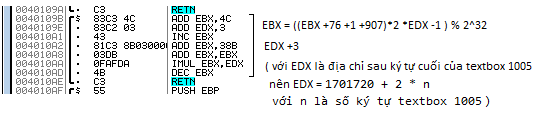 0040109A L. C3 RETN
0040109B r$ 83C3 4C ADD EBX,4C
0040109E . 83C2 03 ADD EDX,3
004010A1 . 43 INC EBX
004010A2 . 81C3 8B030000 ADD EBX,38B
004010A8 . 03DB ADD EBX,EBX
004010AA . 0FAFDA IMUL EBX,EDX
004010AD . 4B DEC EBX
004010AE L. C3 RETN
004010AF r$ 55 PUSH EBP
EBX = ((EBX +76 +1 +907)*2 *EDX -1 ) % 2^32
EDX +3
( với EDX là địa chỉ sau ký tự cuối của textbox 1005
nên EDX = 1701720 + 2 * n
với n là số ký tự textbox 1005 )